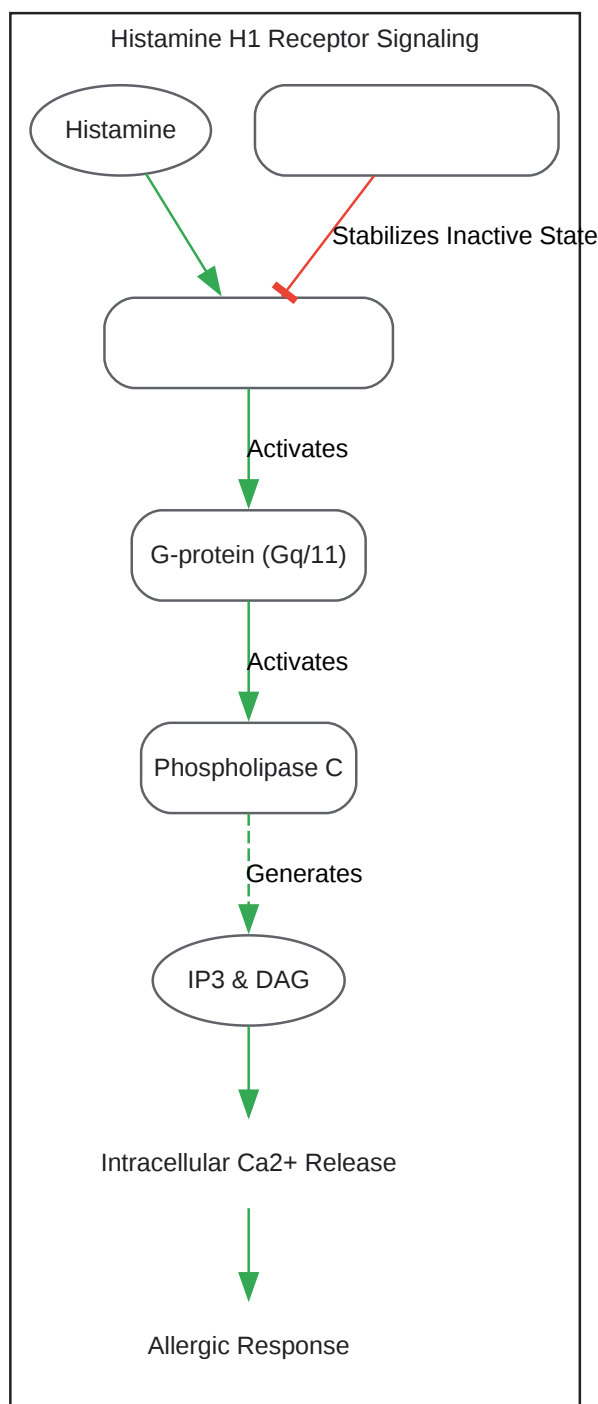 Histamine H1 Receptor Signaling
Histamine
Stabilizes Inactive State
Activates
G-protein (Gq/11)
Activates
Phospholipase C
Generates
IP3 & DAG
Intracellular Ca2+ Release
Allergic Response